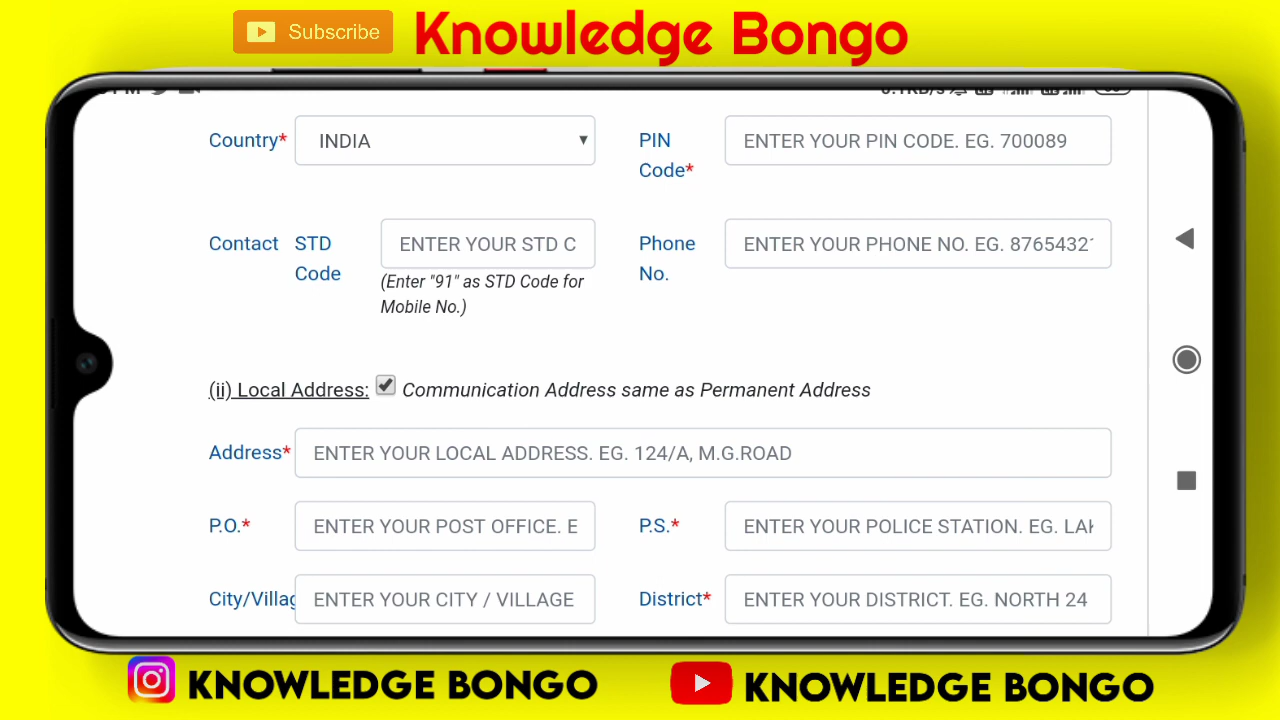 Subscribe Knowledge Bongo
Country* INDIA PIN Code* ENTER YOUR PIN CODE. EG. 700089
Contact STD Code ENTER YOUR STD C Phone No. ENTER YOUR PHONE NO. EG. 8765432
(Enter "91" as STD Code for
Mobile No.)
(ii) Local Address: Communication Address same as Permanent Address
Address* ENTER YOUR LOCAL ADDRESS. EG. 124/A, M.G.ROAD
P.O.* ENTER YOUR POST OFFICE. E P.S.* ENTER YOUR POLICE STATION. EG. LA
City/Villag ENTER YOUR CITY / VILLAGE District* ENTER YOUR DISTRICT. EG. NORTH 24
KNOWLEDGE BONGO KNOWLEDGE BONGO